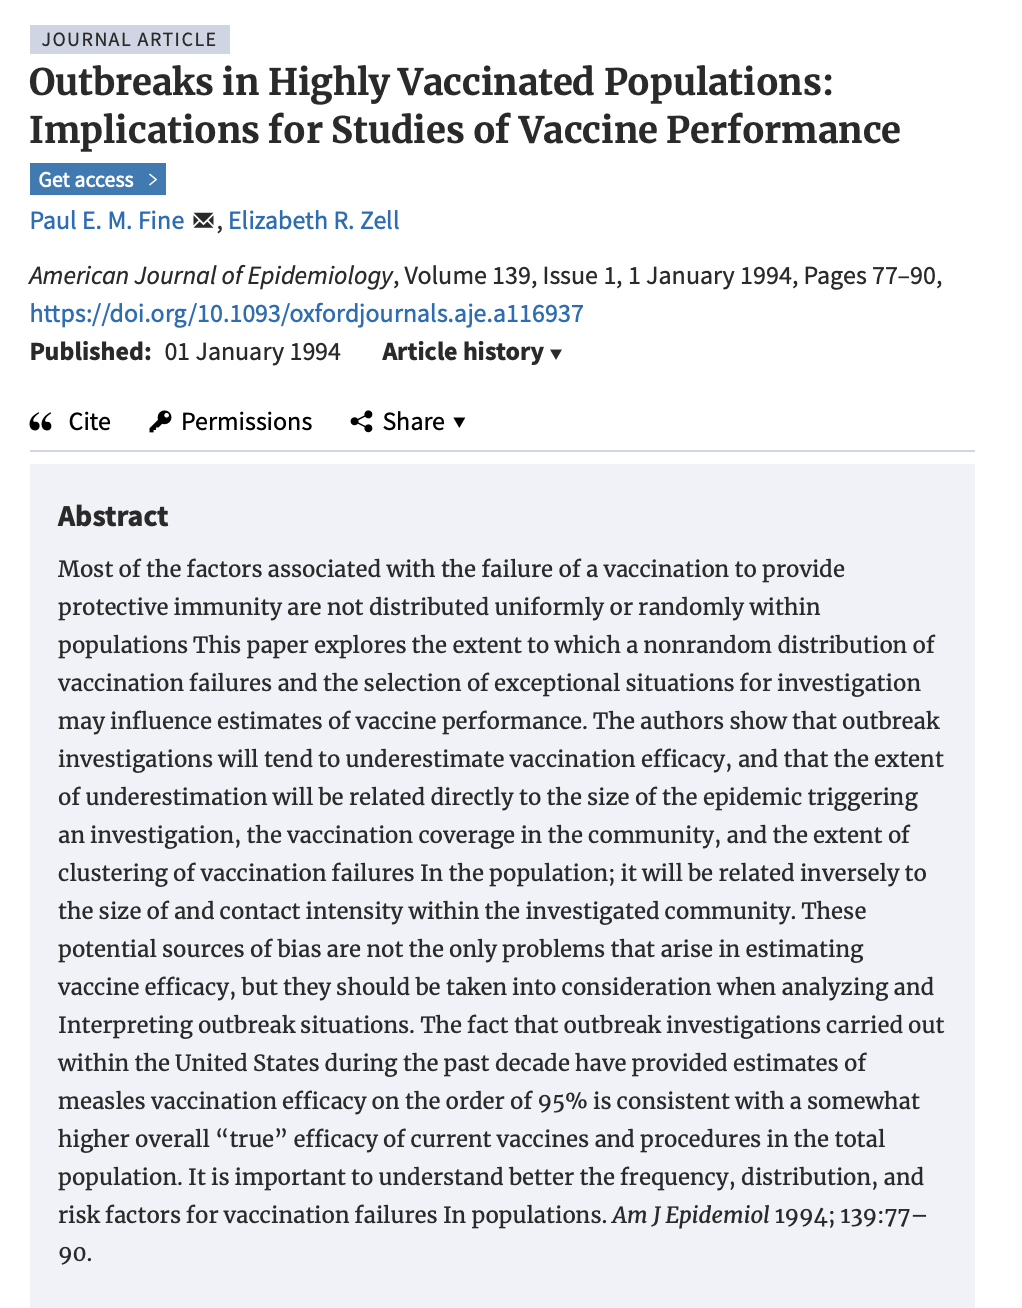 JOURNAL ARTICLE
Outbreaks in Highly Vaccinated Populations:
Implications for Studies of Vaccine Performance
Get access >
Paul E. M. Fine ✉, Elizabeth R. Zell
American Journal of Epidemiology, Volume 139, Issue 1, 1 January 1994, Pages 77–90,
https://doi.org/10.1093/oxfordjournals.aje.a116937
Published: 01 January 1994 Article history ▾
Cite Permissions Share ▾
Abstract
Most of the factors associated with the failure of a vaccination to provide
protective immunity are not distributed uniformly or randomly within
populations This paper explores the extent to which a nonrandom distribution of
vaccination failures and the selection of exceptional situations for investigation
may influence estimates of vaccine performance. The authors show that outbreak
investigations will tend to underestimate vaccination efficacy, and that the extent
of underestimation will be related directly to the size of the epidemic triggering
an investigation, the vaccination coverage in the community, and the extent of
clustering of vaccination failures In the population; it will be related inversely to
the size of and contact intensity within the investigated community. These
potential sources of bias are not the only problems that arise in estimating
vaccine efficacy, but they should be taken into consideration when analyzing and
Interpreting outbreak situations. The fact that outbreak investigations carried out
within the United States during the past decade have provided estimates of
measles vaccination efficacy on the order of 95% is consistent with a somewhat
higher overall “true” efficacy of current vaccines and procedures in the total
population. It is important to understand better the frequency, distribution, and
risk factors for vaccination failures In populations. Am J Epidemiol 1994; 139:77–
90.